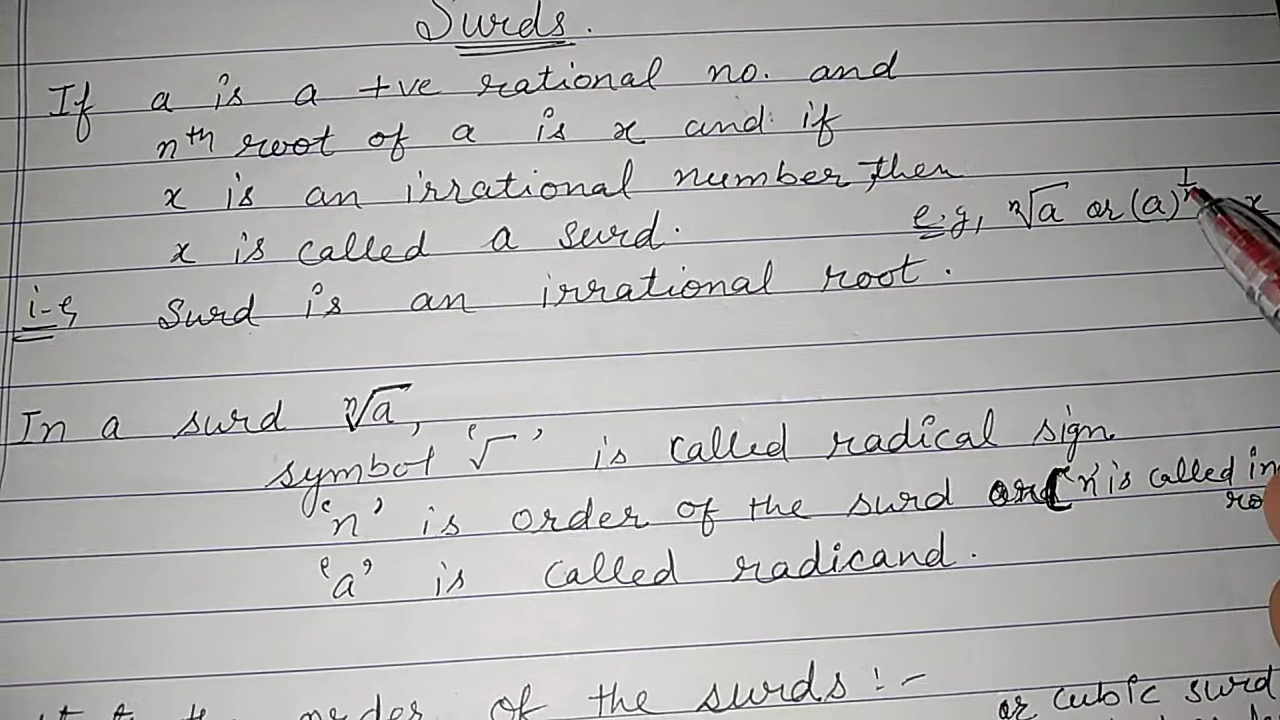 Surds.
If a is a +ve rational no. and
nth root of a is x and if
x is an irrational number, then
x is called a surd. e.g, ⁿ√a or (a)^1/n x
i.e Surd is an irrational root.
In a surd ⁿ√a,
symbol '√' is called radical sign.
'n' is order of the surd or ('n' is called in
'a' is called radicand.
order of the surds :-
or cubic surd